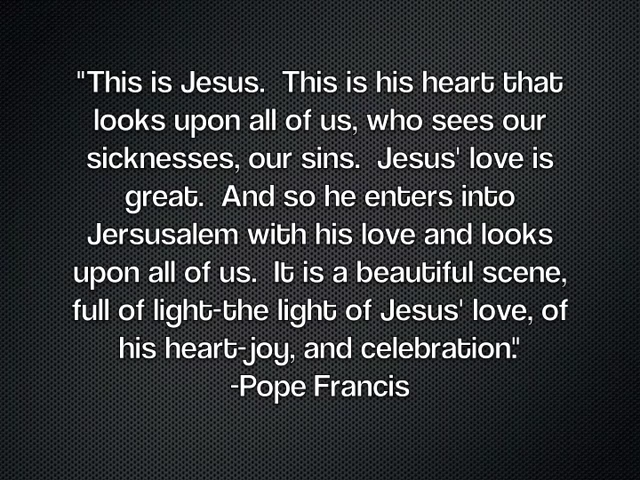 "This is Jesus.  This is his heart that
looks upon all of us, who sees our
sicknesses, our sins.  Jesus' love is
great.  And so he enters into
Jersusalem with his love and looks
upon all of us.  It is a beautiful scene,
full of light-the light of Jesus' love, of
his heart-joy, and celebration."
-Pope Francis